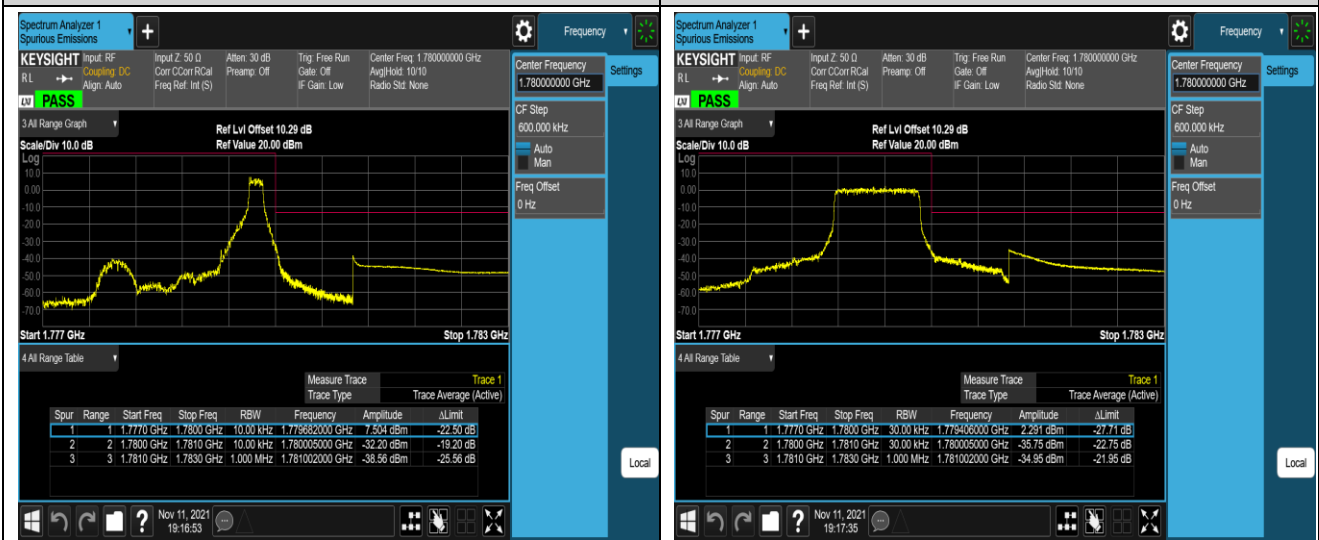 Spectrum Analyzer 1
Spurious Emissions
+
Frequency
KEYSIGHT Input: RF Input Z: 50 Ω Atten: 30 dB Trig: Free Run Center Freq: 1.780000000 GHz
R L Coupling: DC Corr CCorr RCal Preamp: Off Gate: Off Avg|Hold: 10/10
Align: Auto Freq Ref: Int (S) IF Gain: Low Radio Std: None
LXI PASS
Center Frequency
1.780000000 GHz
Settings
CF Step
600.000 kHz
Auto
Man
Freq Offset
0 Hz
3 All Range Graph
Ref Lvl Offset 10.29 dB
Scale/Div 10.0 dB Ref Value 20.00 dBm
Log
10.0
0.00
-10.0
-20.0
-30.0
-40.0
-50.0
-60.0
-70.0
Start 1.777 GHz Stop 1.783 GHz
4 All Range Table
Measure Trace Trace 1
Trace Type Trace Average (Active)
Spur Range Start Freq Stop Freq RBW Frequency Amplitude ΔLimit
1 1 1.7770 GHz 1.7800 GHz 10.00 kHz 1.779682000 GHz 7.504 dBm -22.50 dB
2 2 1.7800 GHz 1.7810 GHz 10.00 kHz 1.780005000 GHz -32.20 dBm -19.20 dB
3 3 1.7810 GHz 1.7830 GHz 1.000 MHz 1.781002000 GHz -38.56 dBm -25.56 dB
Local
?
Nov 11, 2021
19:16:53
Spectrum Analyzer 1
Spurious Emissions
+
Frequency
KEYSIGHT Input: RF Input Z: 50 Ω Atten: 30 dB Trig: Free Run Center Freq: 1.780000000 GHz
R L Coupling: DC Corr CCorr RCal Preamp: Off Gate: Off Avg|Hold: 10/10
Align: Auto Freq Ref: Int (S) IF Gain: Low Radio Std: None
LXI PASS
Center Frequency
1.780000000 GHz
Settings
CF Step
600.000 kHz
Auto
Man
Freq Offset
0 Hz
3 All Range Graph
Ref Lvl Offset 10.29 dB
Scale/Div 10.0 dB Ref Value 20.00 dBm
Log
10.0
0.00
-10.0
-20.0
-30.0
-40.0
-50.0
-60.0
-70.0
Start 1.777 GHz Stop 1.783 GHz
4 All Range Table
Measure Trace Trace 1
Trace Type Trace Average (Active)
Spur Range Start Freq Stop Freq RBW Frequency Amplitude ΔLimit
1 1 1.7770 GHz 1.7800 GHz 30.00 kHz 1.779406000 GHz 2.291 dBm -27.71 dB
2 2 1.7800 GHz 1.7810 GHz 30.00 kHz 1.780005000 GHz -35.75 dBm -22.75 dB
3 3 1.7810 GHz 1.7830 GHz 1.000 MHz 1.781002000 GHz -34.95 dBm -21.95 dB
Local
?
Nov 11, 2021
19:17:35